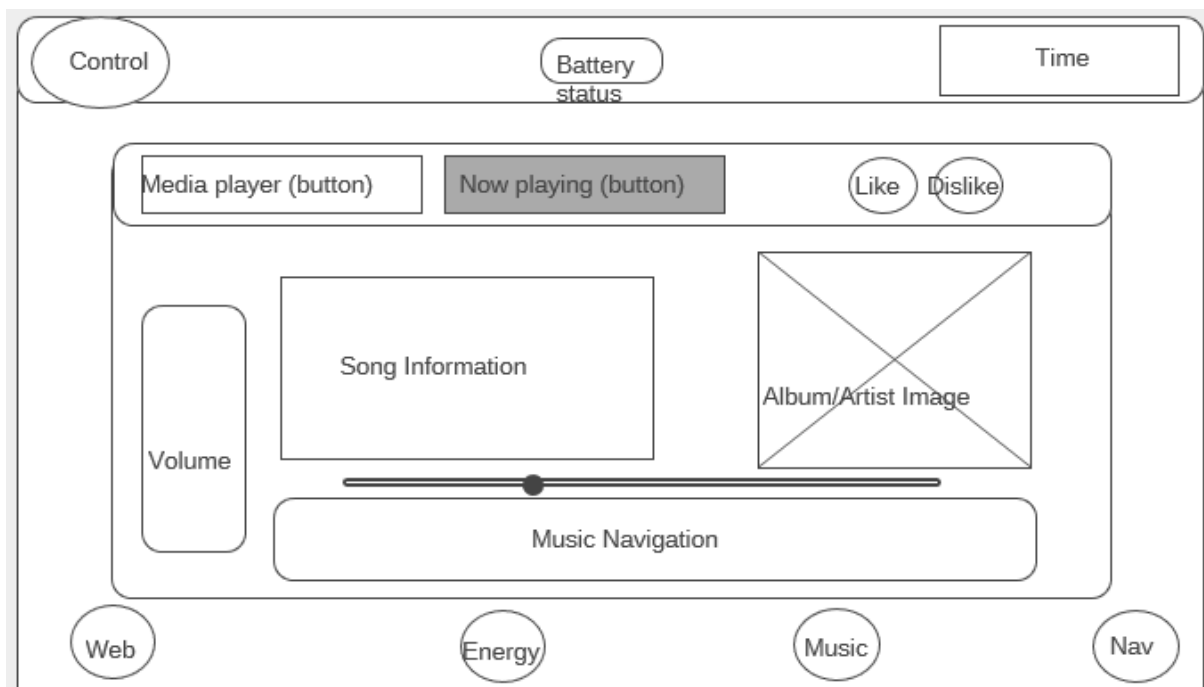 Control
Battery
status
Time
Media player (button)
Now playing (button)
Like
Dislike
Song Information
Album/Artist Image
Volume
Music Navigation
Web
Energy
Music
Nav